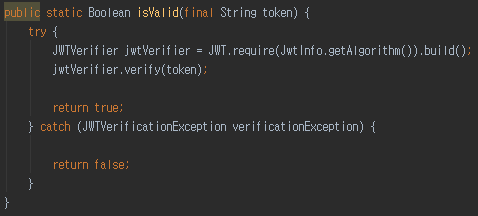 public static Boolean isValid(final String token) {
try {
JWTVerifier jwtVerifier = JWT.require(JwtInfo.getAlgorithm()).build();
jwtVerifier.verify(token);
return true;
} catch (JWTVerificationException verificationException) {
return false;
}
}